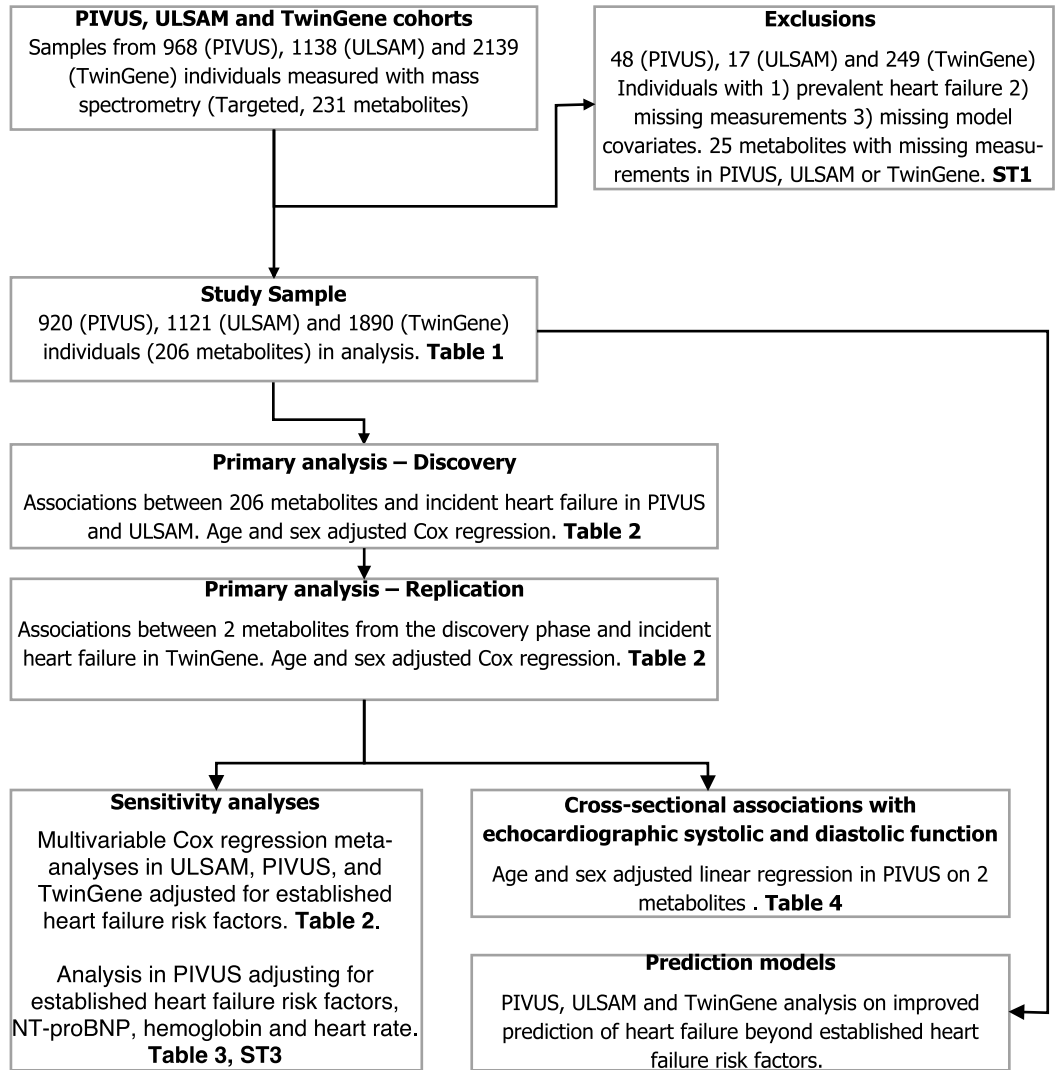 PIVUS, ULSAM and TwinGene cohorts
Samples from 968 (PIVUS), 1138 (ULSAM) and 2139
(TwinGene) individuals measured with mass
spectrometry (Targeted, 231 metabolites)
Exclusions
48 (PIVUS), 17 (ULSAM) and 249 (TwinGene)
Individuals with 1) prevalent heart failure 2)
missing measurements 3) missing model
covariates. 25 metabolites with missing measu-
rements in PIVUS, ULSAM or TwinGene. ST1
Study Sample
920 (PIVUS), 1121 (ULSAM) and 1890 (TwinGene)
individuals (206 metabolites) in analysis. Table 1
Primary analysis – Discovery
Associations between 206 metabolites and incident heart failure in PIVUS
and ULSAM. Age and sex adjusted Cox regression. Table 2
Primary analysis – Replication
Associations between 2 metabolites from the discovery phase and incident
heart failure in TwinGene. Age and sex adjusted Cox regression. Table 2
Sensitivity analyses
Multivariable Cox regression meta-
analyses in ULSAM, PIVUS, and
TwinGene adjusted for established
heart failure risk factors. Table 2.
Analysis in PIVUS adjusting for
established heart failure risk factors,
NT-proBNP, hemoglobin and heart rate.
Table 3, ST3
Cross-sectional associations with
echocardiographic systolic and diastolic function
Age and sex adjusted linear regression in PIVUS on 2
metabolites . Table 4
Prediction models
PIVUS, ULSAM and TwinGene analysis on improved
prediction of heart failure beyond established heart
failure risk factors.